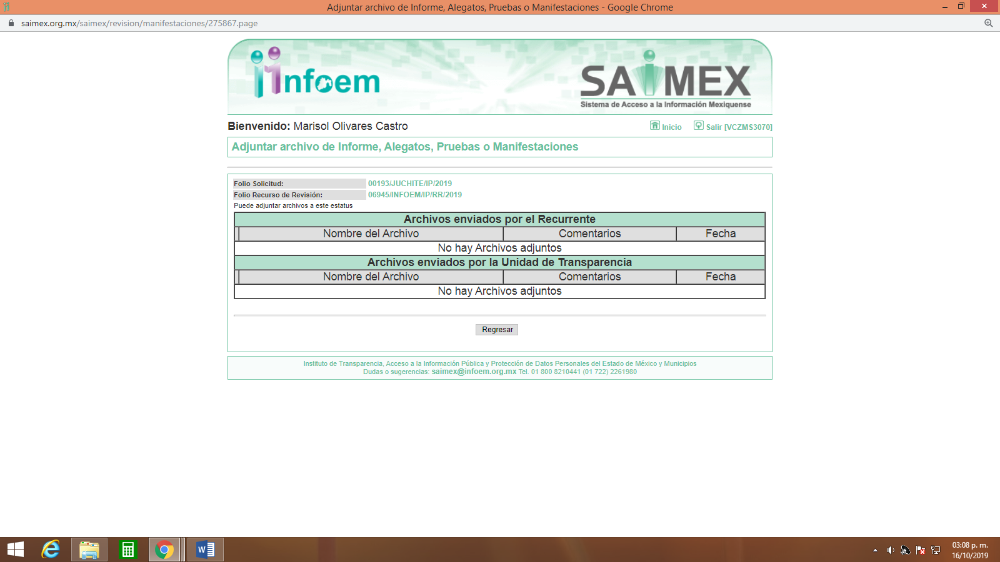 Adjuntar archivo de Informe, Alegatos, Pruebas o Manifestaciones - Google Chrome
saimex.org.mx/saimex/revision/manifestaciones/275867.page
infoem
SAIMEX
Sistema de Acceso a la Información Mexiquense
Bienvenido: Marisol Olivares Castro
Inicio Salir [VCZMS3070]
Adjuntar archivo de Informe, Alegatos, Pruebas o Manifestaciones
Folio Solicitud: 00193/JUCHITE/IP/2019
Folio Recurso de Revisión: 06945/INFOEM/IP/RR/2019
Puede adjuntar archivos a este estatus
Archivos enviados por el Recurrente
Nombre del Archivo Comentarios Fecha
No hay Archivos adjuntos
Archivos enviados por la Unidad de Transparencia
Nombre del Archivo Comentarios Fecha
No hay Archivos adjuntos
Regresar
Instituto de Transparencia, Acceso a la Información Pública y Protección de Datos Personales del Estado de México y Municipios
Dudas o sugerencias: saimex@infoem.org.mx Tel. 01 800 8210441 (01 722) 2261980
03:08 p. m.
16/10/2019